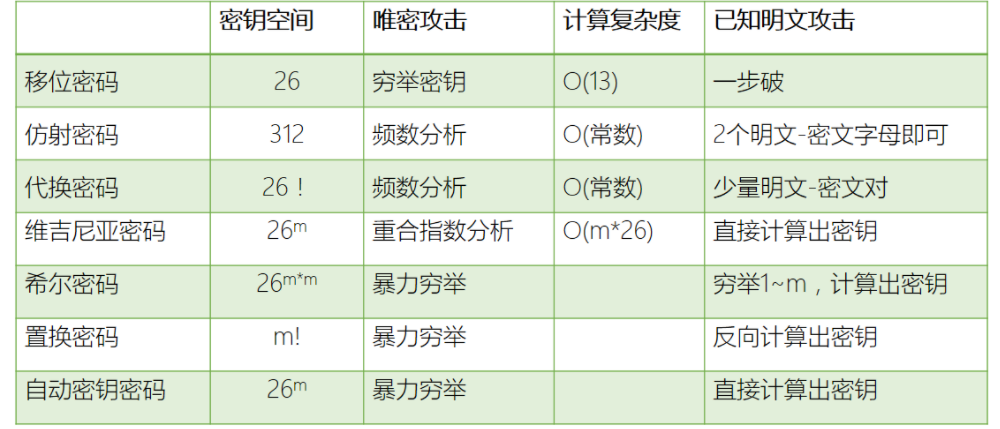 密钥空间 唯密攻击 计算复杂度 已知明文攻击
移位密码 26 穷举密钥 O(13) 一步破
仿射密码 312 频数分析 O(常数) 2个明文-密文字母即可
代换密码 26！ 频数分析 O(常数) 少量明文-密文对
维吉尼亚密码 26ᵐ 重合指数分析 O(m*26) 直接计算出密钥
希尔密码 26ᵐ*ᵐ 暴力穷举 穷举1~m，计算出密钥
置换密码 m! 暴力穷举 反向计算出密钥
自动密钥密码 26ᵐ 暴力穷举 直接计算出密钥